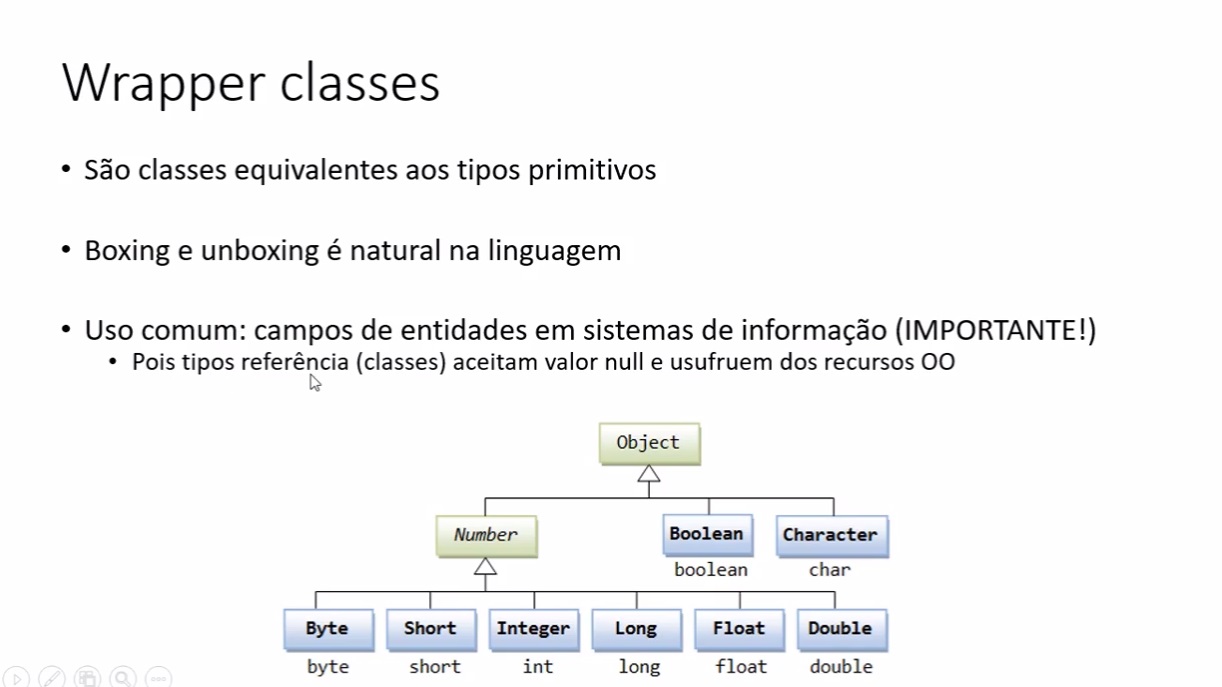 Wrapper classes
• São classes equivalentes aos tipos primitivos
• Boxing e unboxing é natural na linguagem
• Uso comum: campos de entidades em sistemas de informação (IMPORTANTE!)
• Pois tipos referência (classes) aceitam valor null e usufruem dos recursos OO
Object
Number Boolean Character
boolean char
Byte Short Integer Long Float Double
byte short int long float double